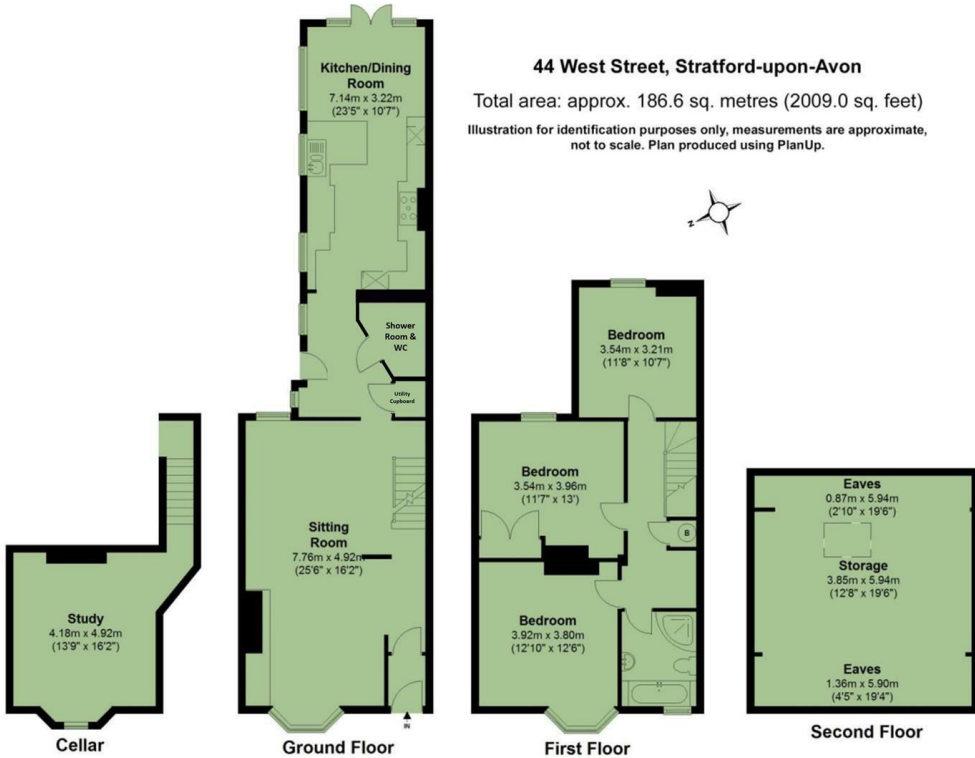 44 West Street, Stratford-upon-Avon
Total area: approx. 186.6 sq. metres (2009.0 sq. feet)
Illustration for identification purposes only, measurements are approximate,
not to scale. Plan produced using PlanUp.
N
Kitchen/Dining
Room
7.14m x 3.22m
(23'5" x 10'7")
Shower
Room &
WC
Utility
Cupboard
Sitting
Room
7.76m x 4.92m
(25'6" x 16'2")
IN
Ground Floor
Study
4.18m x 4.92m
(13'9" x 16'2")
Cellar
Bedroom
3.54m x 3.21m
(11'8" x 10'7")
Bedroom
3.54m x 3.96m
(11'7" x 13')
B
Bedroom
3.92m x 3.80m
(12'10" x 12'6")
First Floor
Eaves
0.87m x 5.94m
(2'10" x 19'6")
Storage
3.85m x 5.94m
(12'8" x 19'6")
Eaves
1.36m x 5.90m
(4'5" x 19'4")
Second Floor